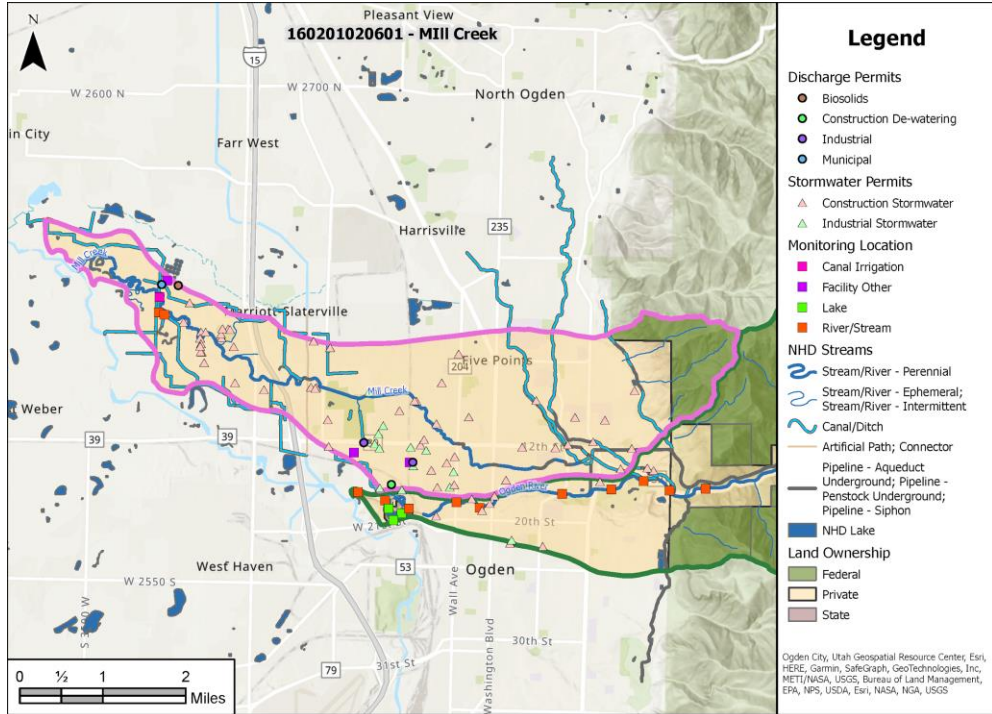 Pleasant View
160201020601 - MIll Creek
N
15
W 2600 N
W 2700 N
North Ogden
in City
Farr West
235
Harrisville
Mill Creek
Marriott-Slaterville
Five Points
204
Mill Creek
n Weber
39
39
12th
Ogden River
20th St
W 21st St
West Haven
53
Ogden
W 2550 S
Wall Ave
Washington Blvd
30th St
31st St
79
0 ½ 1 2
Miles
Legend
Discharge Permits
Biosolids
Construction De-watering
Industrial
Municipal
Stormwater Permits
Construction Stormwater
Industrial Stormwater
Monitoring Location
Canal Irrigation
Facility Other
Lake
River/Stream
NHD Streams
Stream/River - Perennial
Stream/River - Ephemeral;
Stream/River - Intermittent
Canal/Ditch
Artificial Path; Connector
Pipeline - Aqueduct
Underground; Pipeline -
Penstock Underground;
Pipeline - Siphon
NHD Lake
Land Ownership
Federal
Private
State
Ogden City, Utah Geospatial Resource Center, Esri,
HERE, Garmin, SafeGraph, GeoTechnologies, Inc,
METI/NASA, USGS, Bureau of Land Management,
EPA, NPS, USDA, Esri, NASA, NGA, USGS